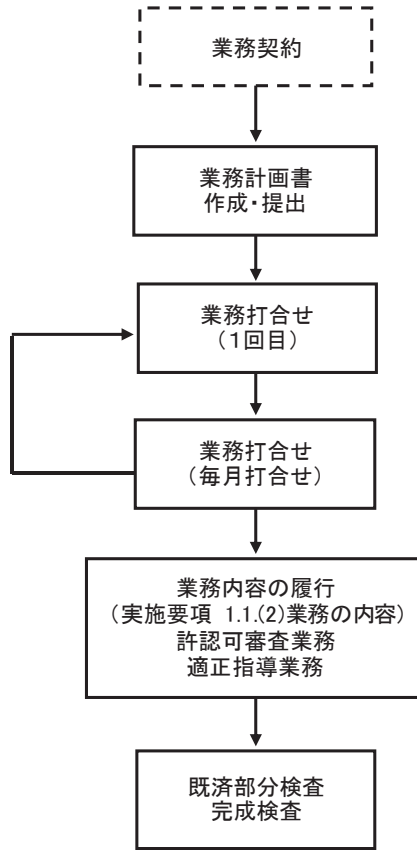 業務契約
業務計画書
作成・提出
業務打合せ
（1回目）
業務打合せ
（毎月打合せ）
業務内容の履行
（実施要項 1.1.(2)業務の内容）
許認可審査業務
適正指導業務
既済部分検査
完成検査